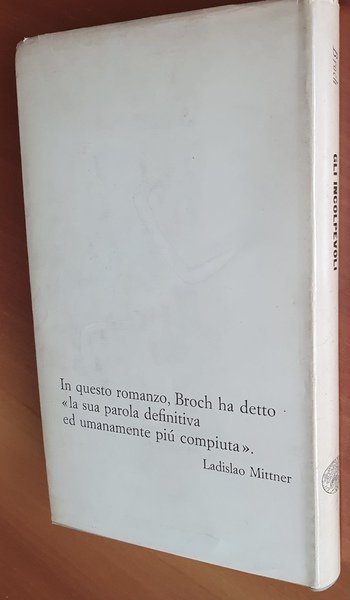 Broch
GLI INCOLPEVOLI
In questo romanzo, Broch ha detto
«la sua parola definitiva
ed umanamente piú compiuta».
Ladislao Mittner